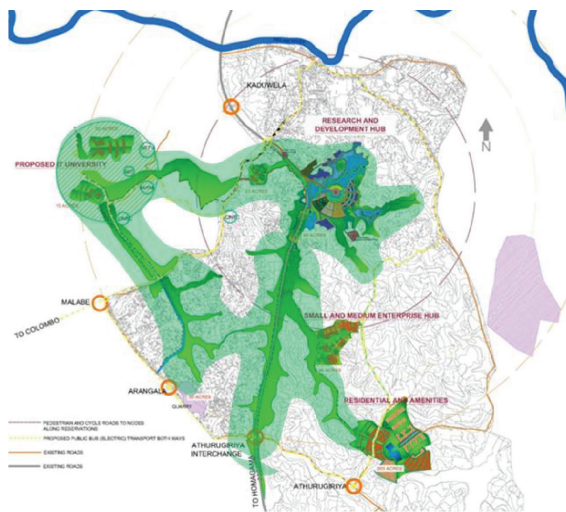 KADUWELA
RESEARCH AND
DEVELOPMENT HUB
N
PROPOSED IT UNIVERSITY
MALABE
TO COLOMBO
SMALL AND MEDIUM ENTERPRISE HUB
ARANGALA
QUARRY
RESIDENTIAL AND AMENITIES
PEDESTRIAN AND CYCLE ROADS TO NODES
ALONG RESERVATIONS
PROPOSED PUBLIC BUS (ELECTRIC) TRANSPORT BOTH WAYS
EXISTING ROADS
EXISTING ROADS
ATHURUGIRIYA
INTERCHANGE
TO HOMAGAMA
ATHURUGIRIYA